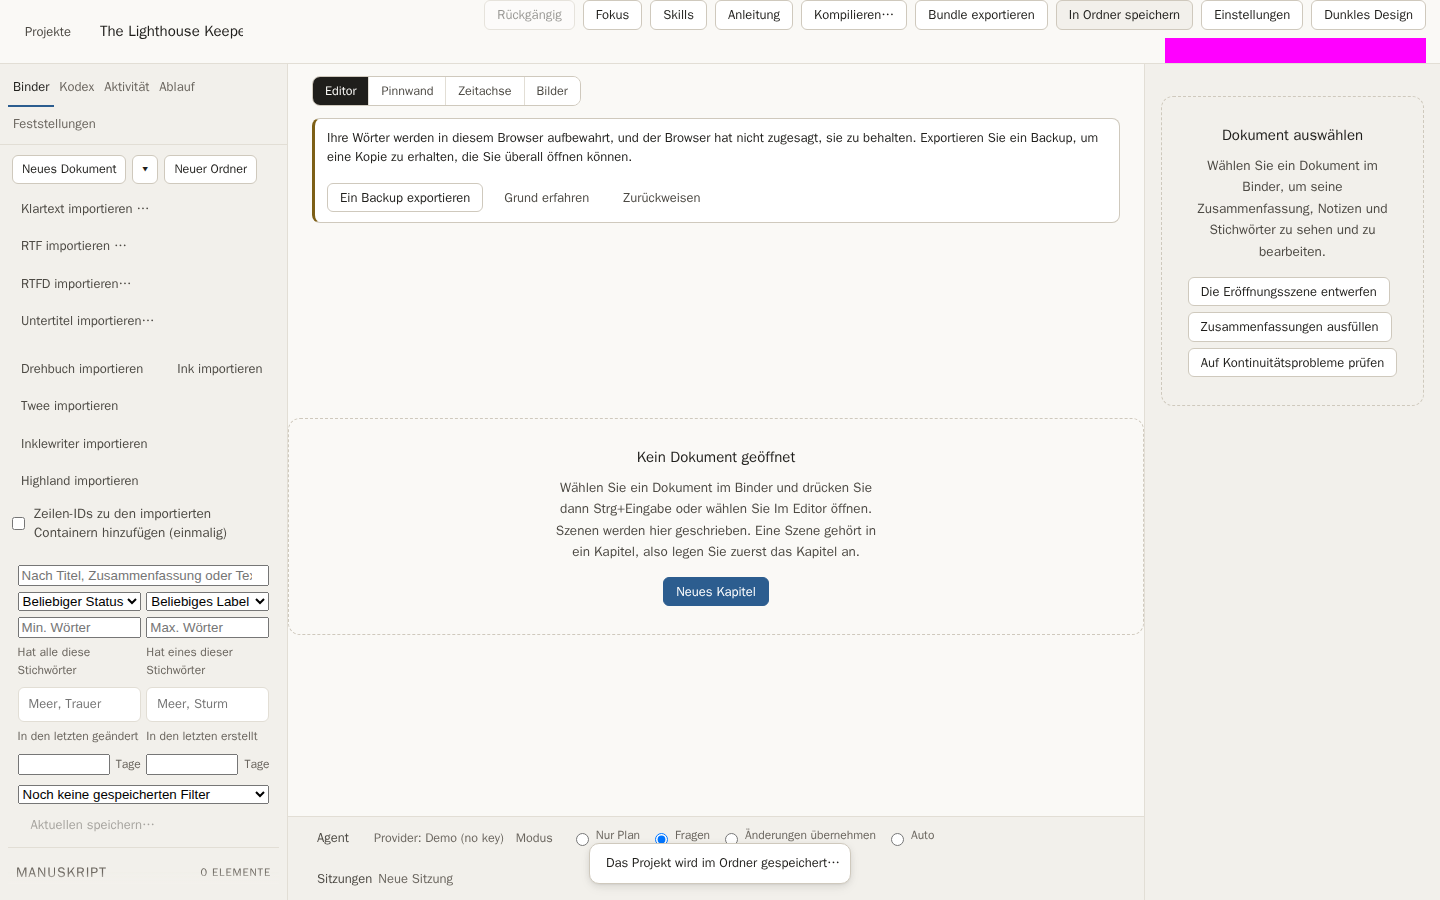 Projekte
The Lighthouse Keepe
Rückgängig
Fokus
Skills
Anleitung
Kompilieren⋯
Bundle exportieren
In Ordner speichern
Einstellungen
Dunkles Design
Binder
Kodex
Aktivität
Ablauf
Feststellungen
Neues Dokument
Neuer Ordner
Klartext importieren ⋯
RTF importieren ⋯
RTFD importieren⋯
Untertitel importieren⋯
Drehbuch importieren
Ink importieren
Twee importieren
Inklewriter importieren
Highland importieren
Zeilen-IDs zu den importierten
Containern hinzufügen (einmalig)
Nach Titel, Zusammenfassung oder Te
Beliebiger Status
Beliebiges Label
Min. Wörter
Max. Wörter
Hat alle diese
Stichwörter
Hat eines dieser
Stichwörter
Meer, Trauer
Meer, Sturm
In den letzten geändert
In den letzten erstellt
Tage
Tage
Noch keine gespeicherten Filter
Aktuellen speichern⋯
MANUSKRIPT
0 ELEMENTE
Editor
Pinnwand
Zeitachse
Bilder
Ihre Wörter werden in diesem Browser aufbewahrt, und der Browser hat nicht zugesagt, sie zu behalten. Exportieren Sie ein Backup, um
eine Kopie zu erhalten, die Sie überall öffnen können.
Ein Backup exportieren
Grund erfahren
Zurückweisen
Kein Dokument geöffnet
Wählen Sie ein Dokument im Binder und drücken Sie
dann Strg+Eingabe oder wählen Sie Im Editor öffnen.
Szenen werden hier geschrieben. Eine Szene gehört in
ein Kapitel, also legen Sie zuerst das Kapitel an.
Neues Kapitel
Agent
Provider: Demo (no key)
Modus
Nur Plan
Fragen
Änderungen übernehmen
Auto
Das Projekt wird im Ordner gespeichert⋯
Sitzungen
Neue Sitzung
Dokument auswählen
Wählen Sie ein Dokument im
Binder, um seine
Zusammenfassung, Notizen und
Stichwörter zu sehen und zu
bearbeiten.
Die Eröffnungsszene entwerfen
Zusammenfassungen ausfüllen
Auf Kontinuitätsprobleme prüfen